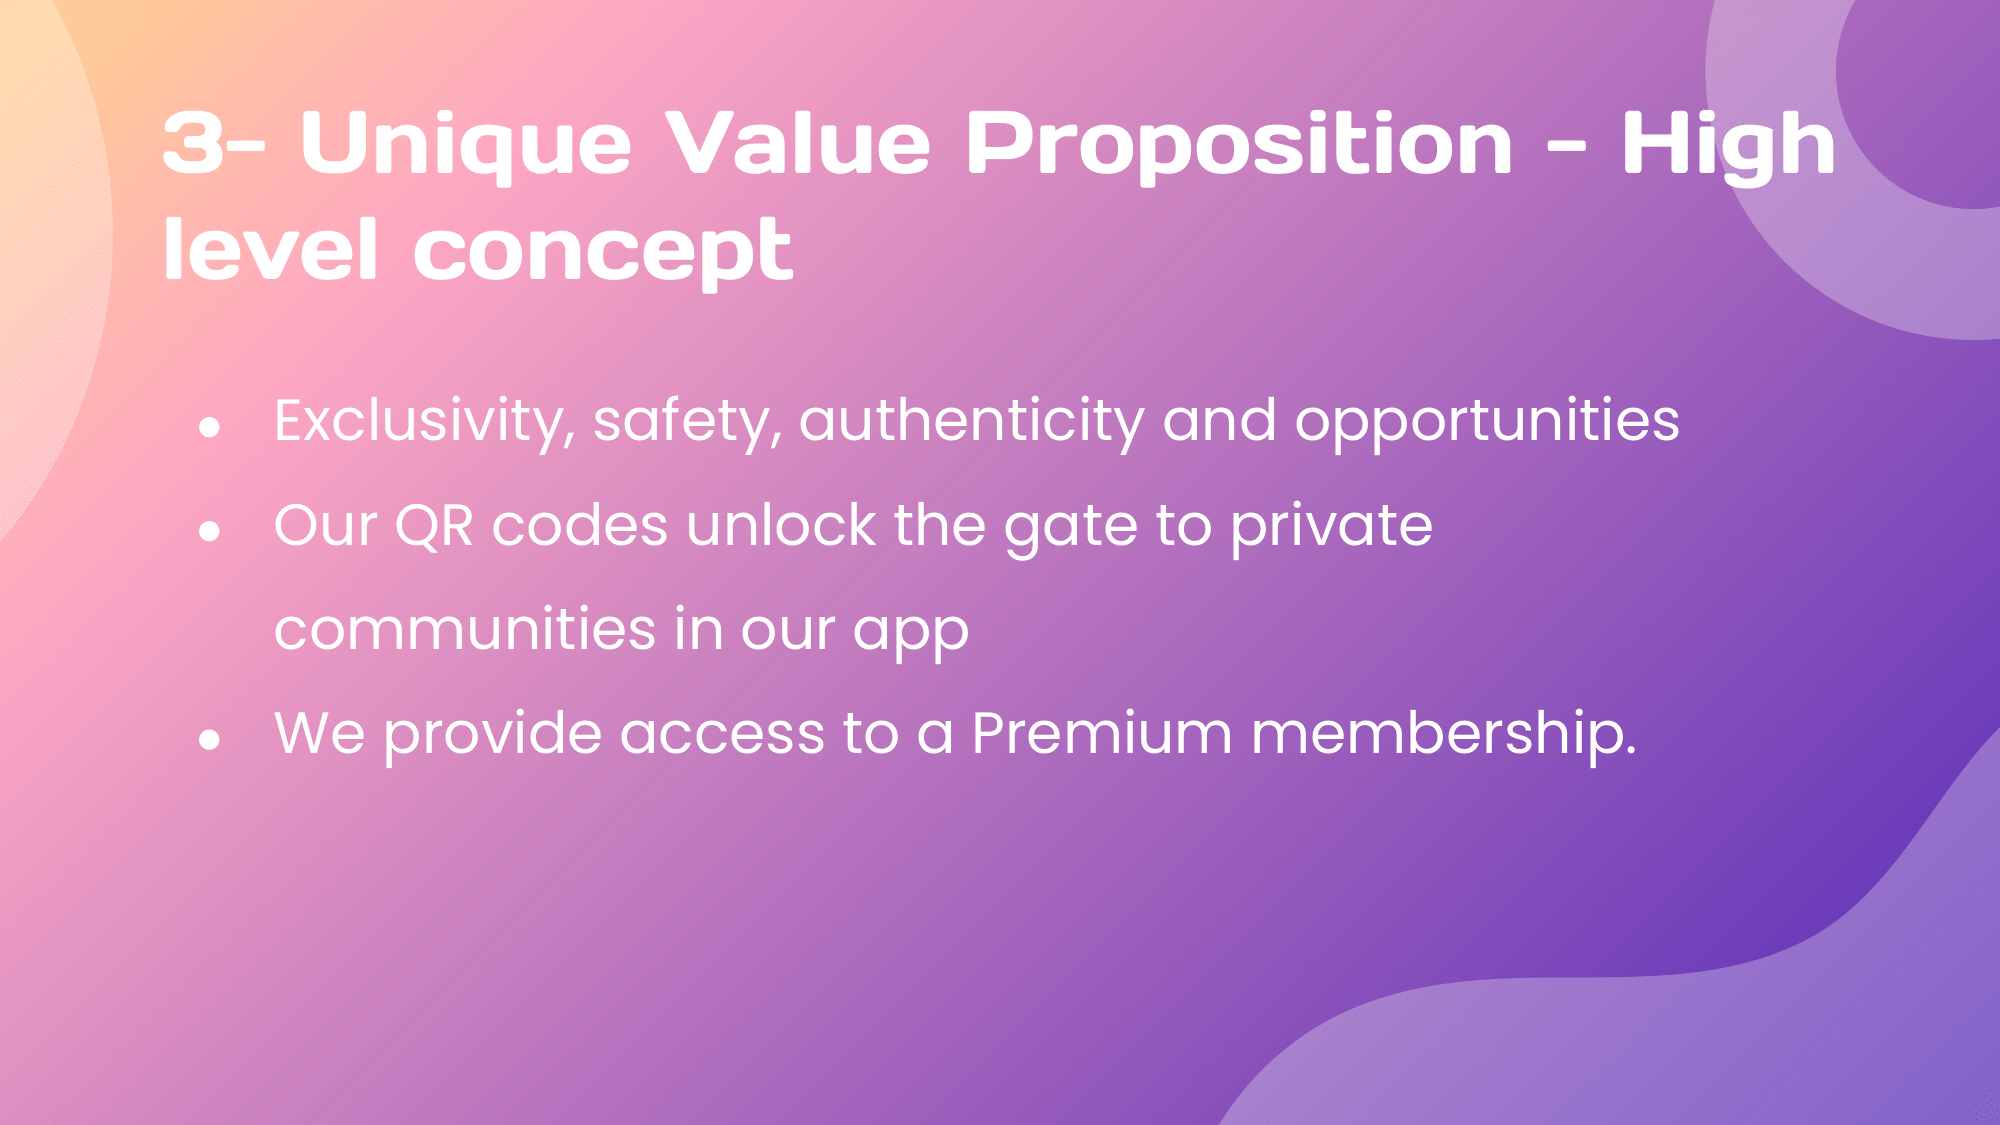 3- Unique Value Proposition - High
level concept
● Exclusivity, safety, authenticity and opportunities
● Our QR codes unlock the gate to private
communities in our app
● We provide access to a Premium membership.